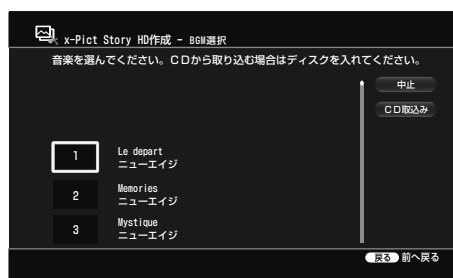 x-Pict Story HD作成 - BGM選択
音楽を選んでください。CDから取り込む場合はディスクを入れてください。
中止
CD取込み
1 Le depart
ニューエイジ
2 Memories
ニューエイジ
3 Mystique
ニューエイジ
戻る 前へ戻る